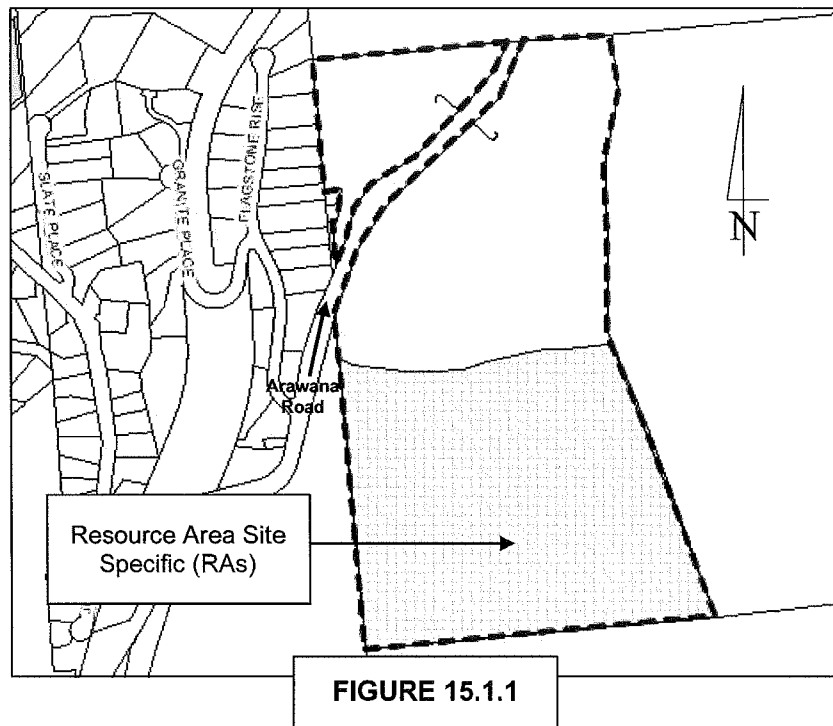 SLATE PLACE
GRANITE PLACE
FLAGSTONE RISE
N
Arawana
Road
Resource Area Site
Specific (RAs)
FIGURE 15.1.1